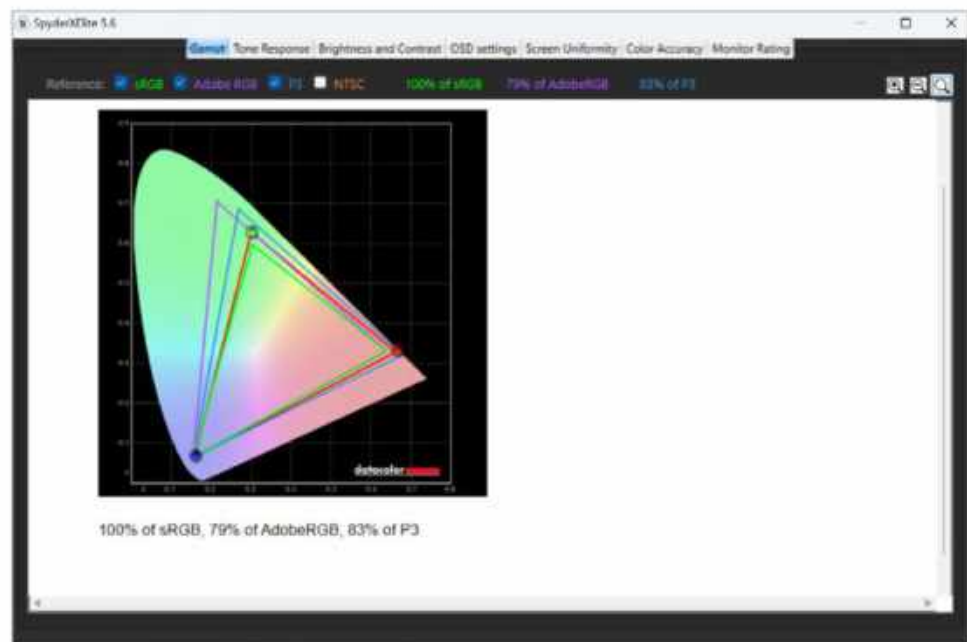 SpyderXElite 5.6
Gamut Tone Response Brightness and Contrast OSD settings Screen Uniformity Color Accuracy Monitor Rating
Reference: sRGB Adobe RGB P3 NTSC 100% of sRGB 79% of AdobeRGB 83% of P3
datacolor
100% of sRGB, 79% of AdobeRGB, 83% of P3